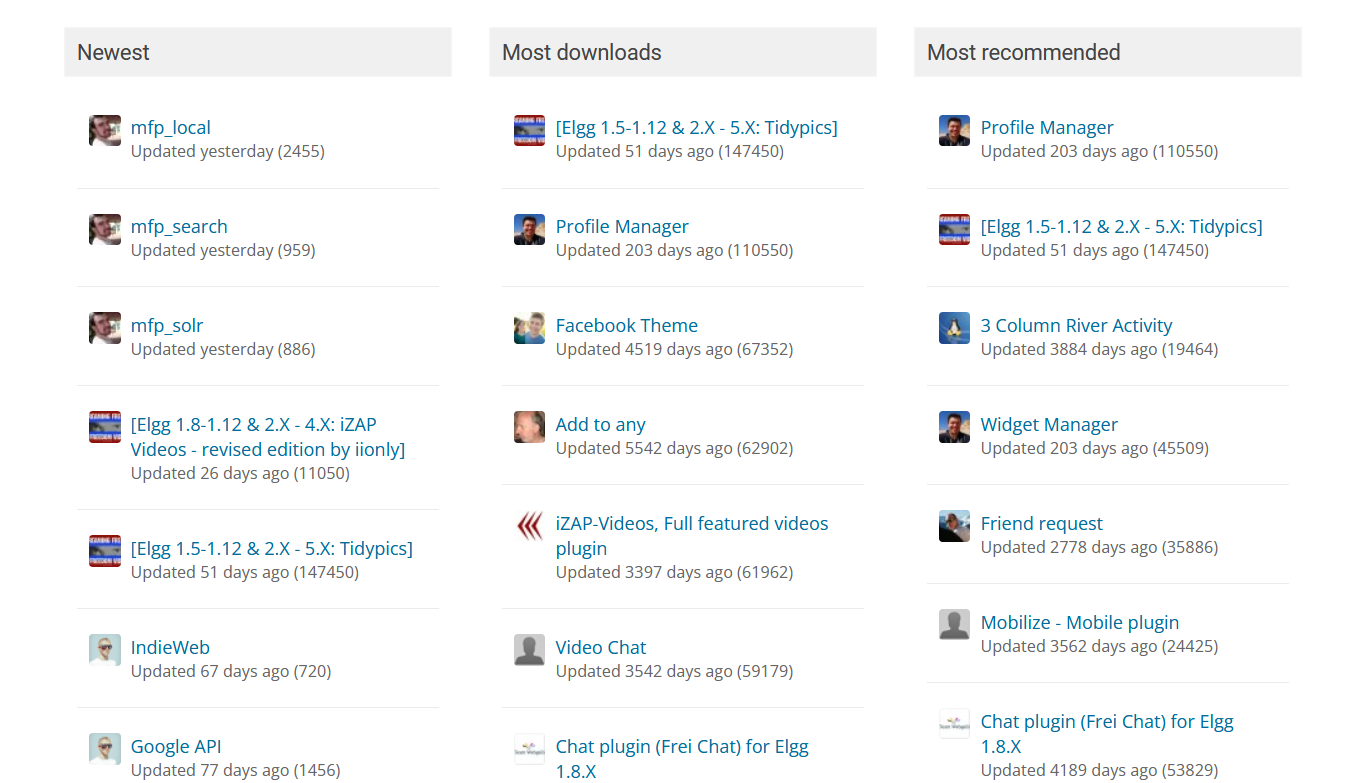 Newest
mfp_local
Updated yesterday (2455)
mfp_search
Updated yesterday (959)
mfp_solr
Updated yesterday (886)
[Elgg 1.8-1.12 & 2.X - 4.X: iZAP
Videos - revised edition by iionly]
Updated 26 days ago (11050)
[Elgg 1.5-1.12 & 2.X - 5.X: Tidypics]
Updated 51 days ago (147450)
IndieWeb
Updated 67 days ago (720)
Google API
Updated 77 days ago (1456)
Most downloads
[Elgg 1.5-1.12 & 2.X - 5.X: Tidypics]
Updated 51 days ago (147450)
Profile Manager
Updated 203 days ago (110550)
Facebook Theme
Updated 4519 days ago (67352)
Add to any
Updated 5542 days ago (62902)
iZAP-Videos, Full featured videos
plugin
Updated 3397 days ago (61962)
Video Chat
Updated 3542 days ago (59179)
Chat plugin (Frei Chat) for Elgg
1.8.X
Most recommended
Profile Manager
Updated 203 days ago (110550)
[Elgg 1.5-1.12 & 2.X - 5.X: Tidypics]
Updated 51 days ago (147450)
3 Column River Activity
Updated 3884 days ago (19464)
Widget Manager
Updated 203 days ago (45509)
Friend request
Updated 2778 days ago (35886)
Mobilize - Mobile plugin
Updated 3562 days ago (24425)
Chat plugin (Frei Chat) for Elgg
1.8.X
Updated 4189 days ago (53829)